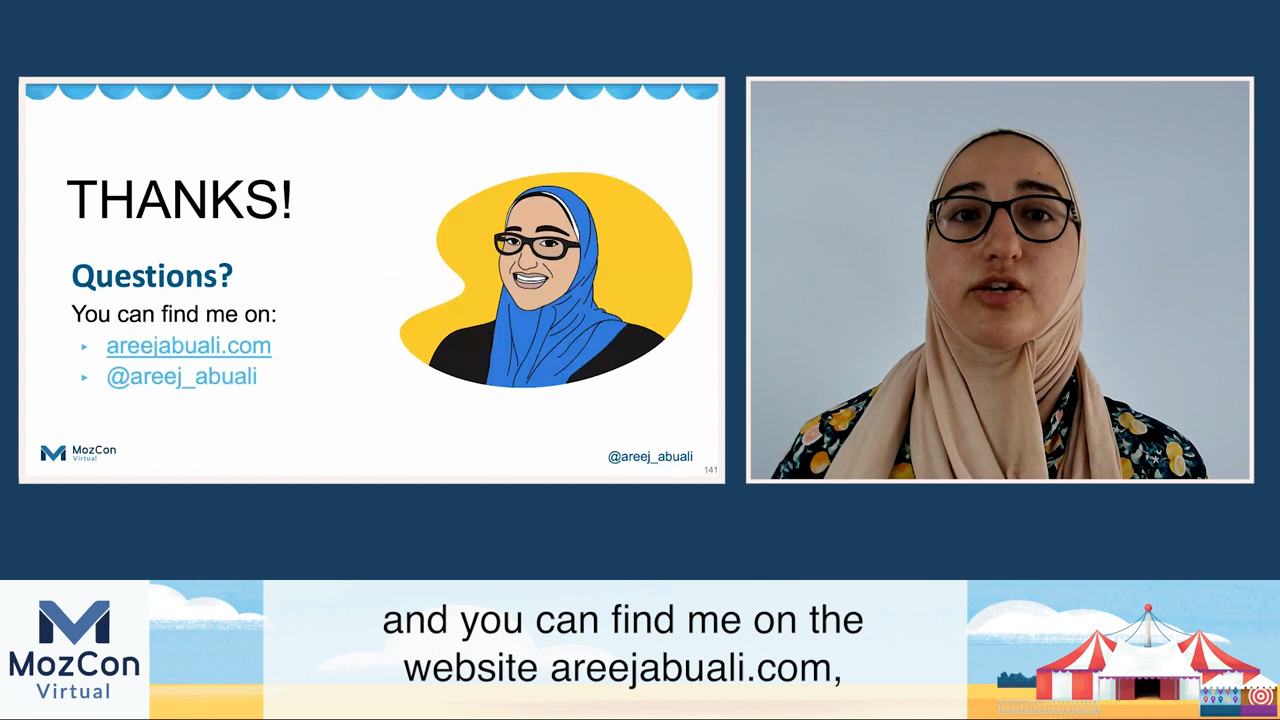 THANKS!
Questions?
You can find me on:
areejabuali.com
@areej_abuali
MozCon
Virtual
@areej_abuali
141
MozCon
Virtual
and you can find me on the
website areejabuali.com,